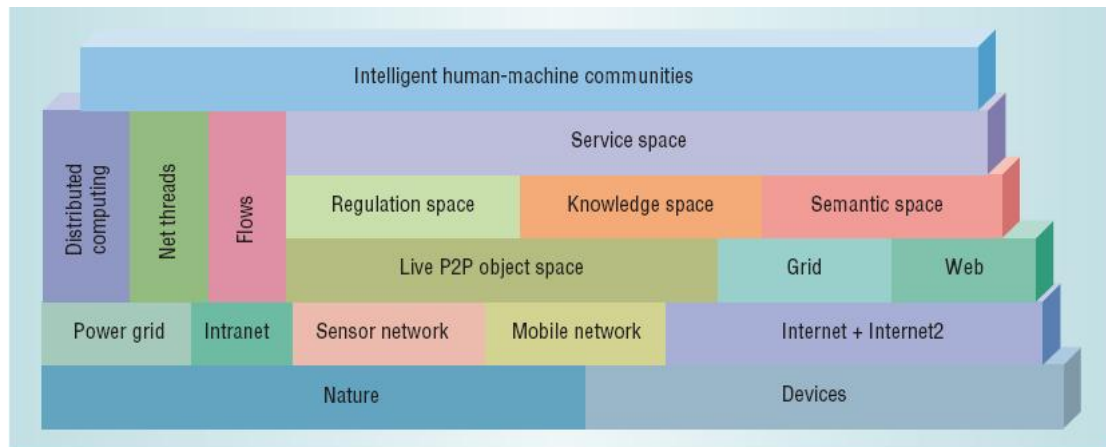 Intelligent human-machine communities
Distributed
computing
Net threads
Flows
Service space
Regulation space
Knowledge space
Semantic space
Live P2P object space
Grid
Web
Power grid
Intranet
Sensor network
Mobile network
Internet + Internet2
Nature
Devices